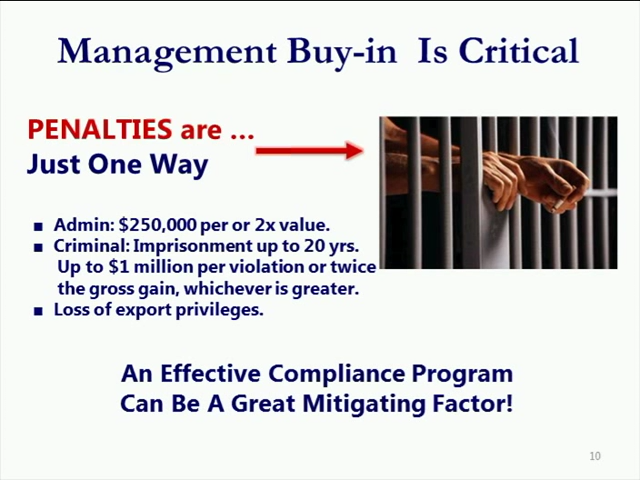 Management Buy-in Is Critical
PENALTIES are ...
Just One Way
■ Admin: $250,000 per or 2x value.
■ Criminal: Imprisonment up to 20 yrs.
Up to $1 million per violation or twice
the gross gain, whichever is greater.
■ Loss of export privileges.
An Effective Compliance Program
Can Be A Great Mitigating Factor!
10